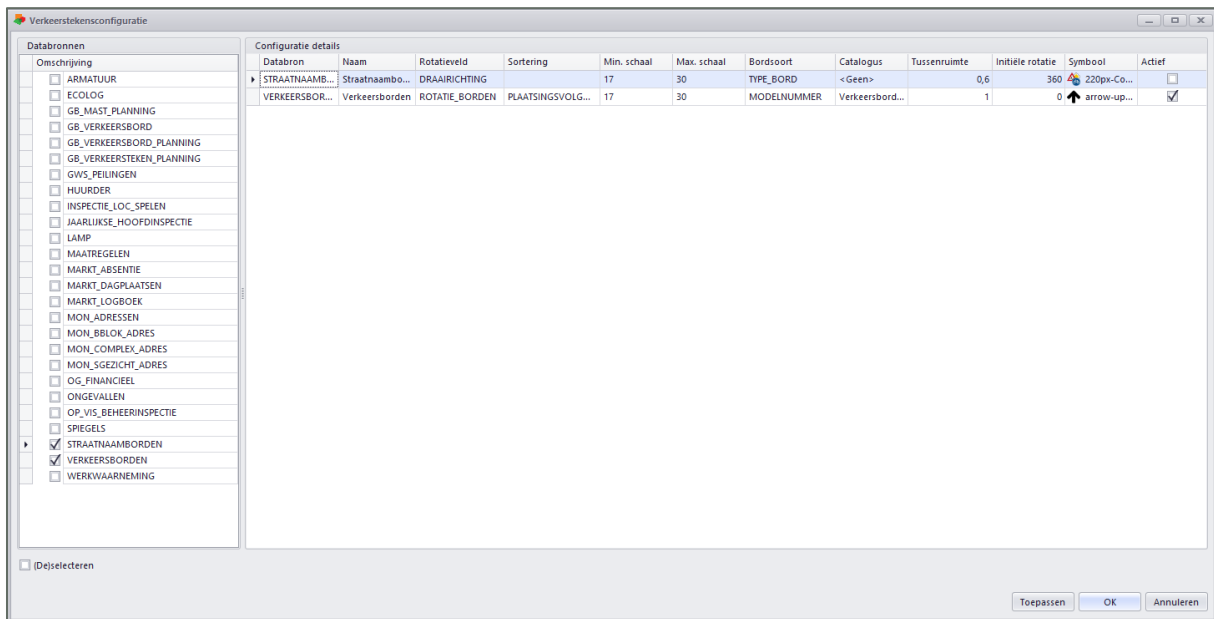 Verkeerstekensconfiguratie
Databronnen
Omschrijving
ARMATUUR
ECOLOG
GB_MAST_PLANNING
GB_VERKEERSBORD
GB_VERKEERSBORD_PLANNING
GB_VERKEERSTEKEN_PLANNING
GWS_PEILINGEN
HUURDER
INSPECTIE_LOC_SPELEN
JAARLIJKSE_HOOFDINSPECTIE
LAMP
MAATREGELEN
MARKT_ABSENTIE
MARKT_DAGPLAATSEN
MARKT_LOGBOEK
MON_ADRESSEN
MON_BBLOK_ADRES
MON_COMPLEX_ADRES
MON_SGEZICHT_ADRES
OG_FINANCIEEL
ONGEVALLEN
OP_VIS_BEHEERINSPECTIE
SPIEGELS
STRAATNAAMBORDEN
VERKEERSBORDEN
WERKWAARNEMING
Configuratie details
Databron Naam Rotatieveld Sortering Min. schaal Max. schaal Bordsoort Catalogus Tussenruimte Initiële rotatie Symbool Actief
STRAATNAAMB... Straatnaambo... DRAAIRICHTING 17 30 TYPE_BORD <Geen> 0,6 360 220px-Co...
VERKEERSBOR... Verkeersborden ROTATIE_BORDEN PLAATSINGSVOLG... 17 30 MODELNUMMER Verkeersbord... 1 0 arrow-up...
(De)selecteren
Toepassen OK Annuleren